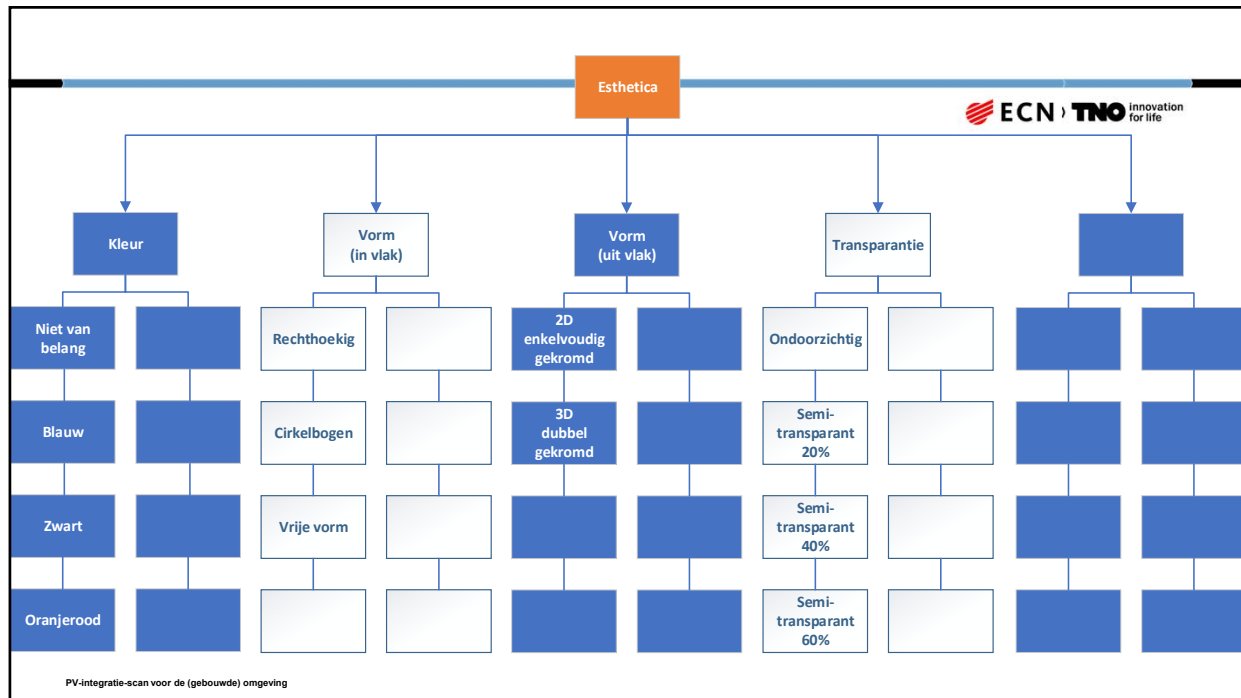 Esthetica
ECN › TNO innovation
for life
Kleur
Vorm
(in vlak)
Vorm
(uit vlak)
Transparantie
Niet van
belang
Rechthoekig
2D
enkelvoudig
gekromd
Ondoorzichtig
Blauw
Cirkelbogen
3D
dubbel
gekromd
Semi-
transparant
20%
Zwart
Vrije vorm
Semi-
transparant
40%
Oranjerood
Semi-
transparant
60%
PV-integratie-scan voor de (gebouwde) omgeving